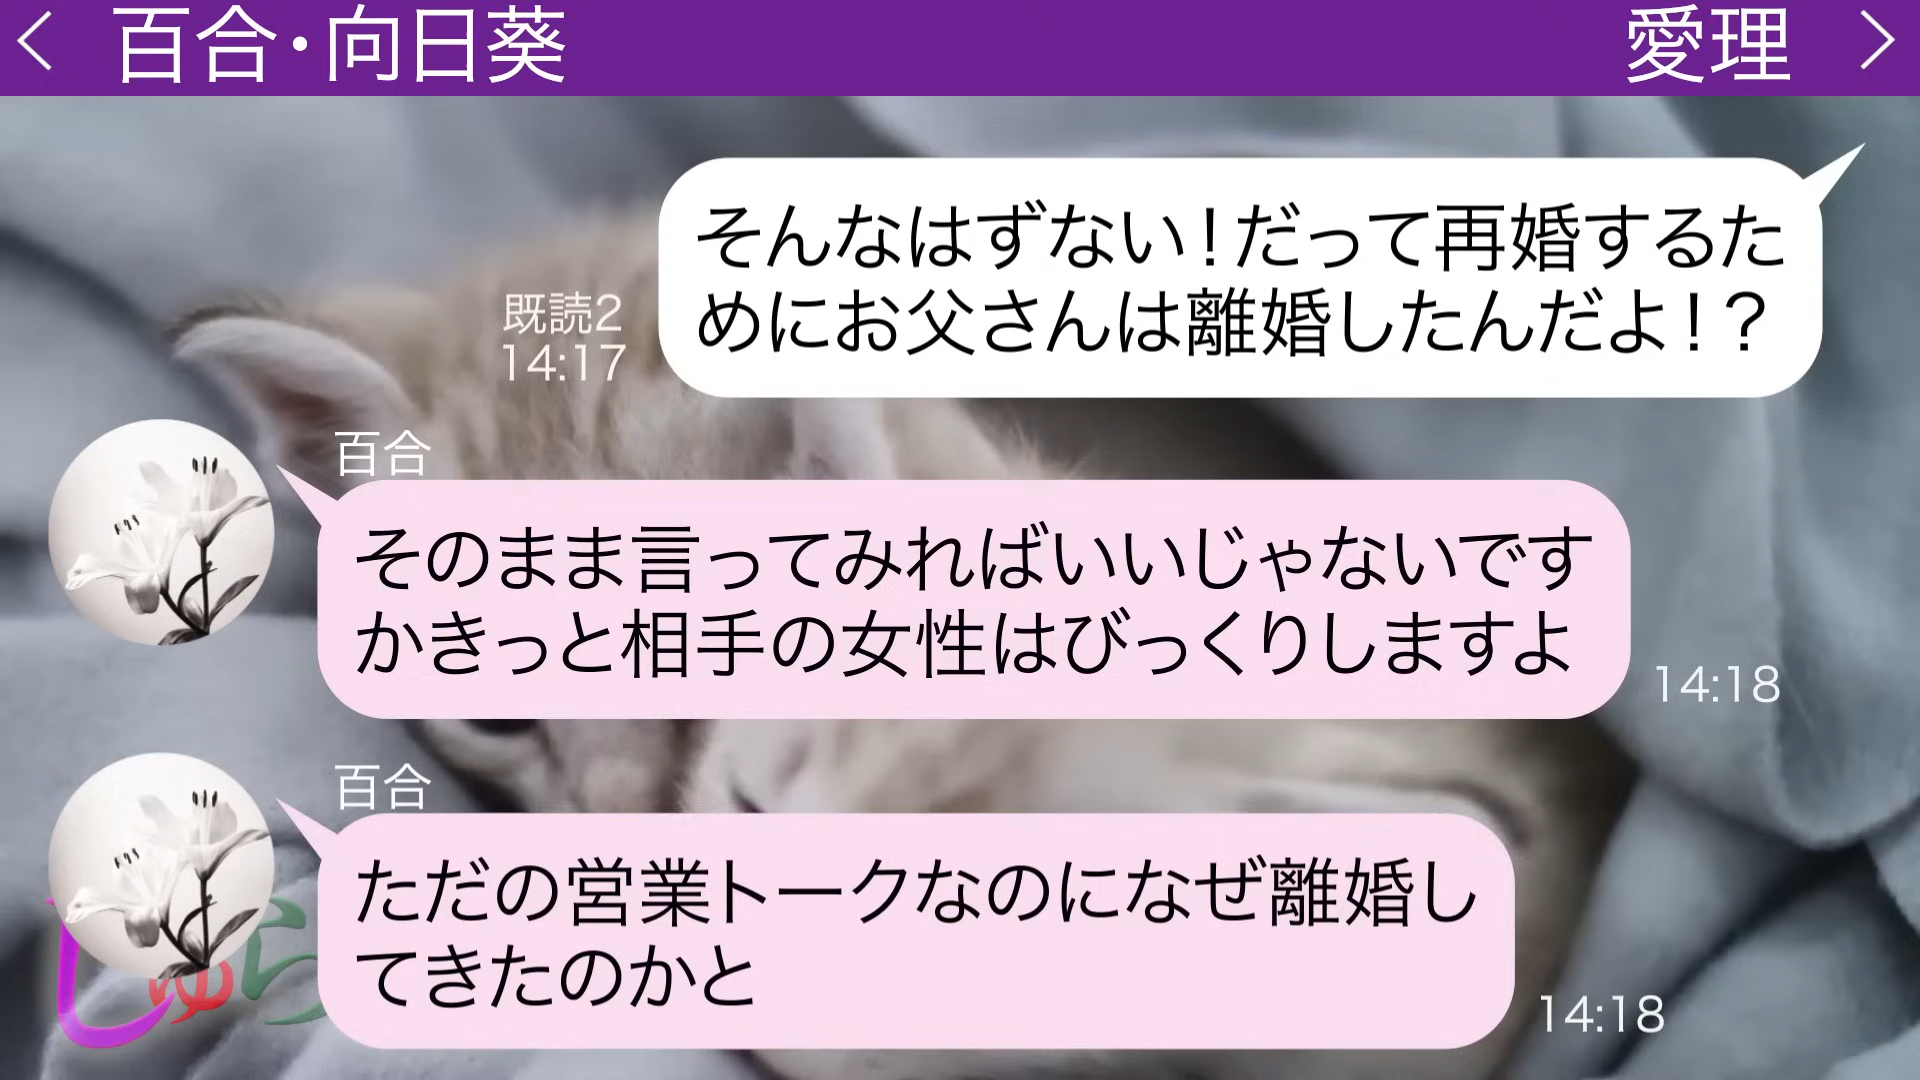 百合・向日葵
愛理
そんなはずない！だって再婚するた
めにお父さんは離婚したんだよ！？
既読2
14:17
百合
そのまま言ってみればいいじゃないです
かきっと相手の女性はびっくりしますよ
14:18
百合
ただの営業トークなのになぜ離婚し
てきたのかと
14:18
しゅら